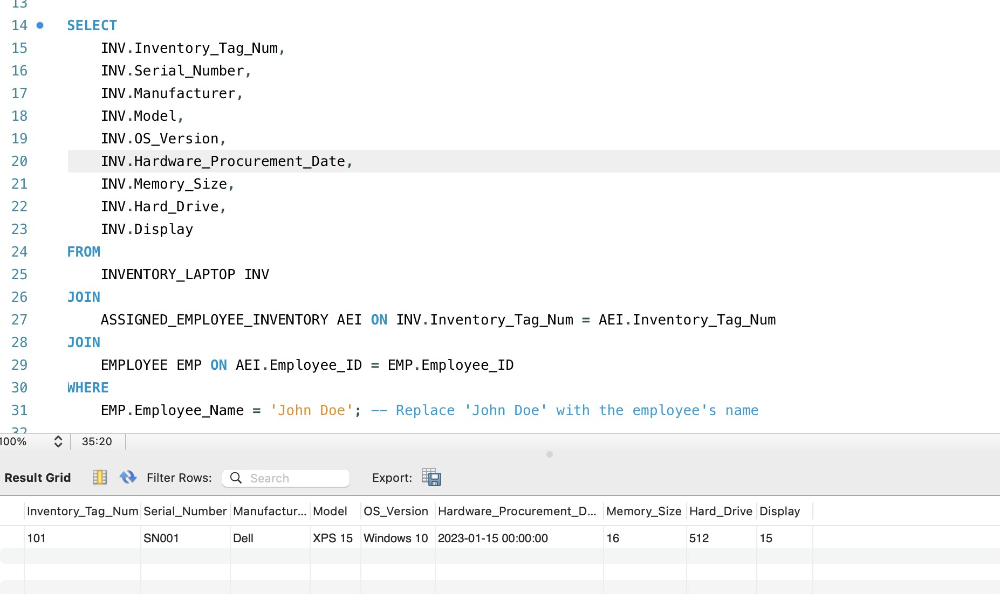 13
14 SELECT
15 INV.Inventory_Tag_Num,
16 INV.Serial_Number,
17 INV.Manufacturer,
18 INV.Model,
19 INV.OS_Version,
20 INV.Hardware_Procurement_Date,
21 INV.Memory_Size,
22 INV.Hard_Drive,
23 INV.Display
24 FROM
25 INVENTORY_LAPTOP INV
26 JOIN
27 ASSIGNED_EMPLOYEE_INVENTORY AEI ON INV.Inventory_Tag_Num = AEI.Inventory_Tag_Num
28 JOIN
29 EMPLOYEE EMP ON AEI.Employee_ID = EMP.Employee_ID
30 WHERE
31 EMP.Employee_Name = 'John Doe'; -- Replace 'John Doe' with the employee's name
32
100% 35:20
Result Grid Filter Rows: Search Export:
Inventory_Tag_Num Serial_Number Manufactur... Model OS_Version Hardware_Procurement_D... Memory_Size Hard_Drive Display
101 SN001 Dell XPS 15 Windows 10 2023-01-15 00:00:00 16 512 15